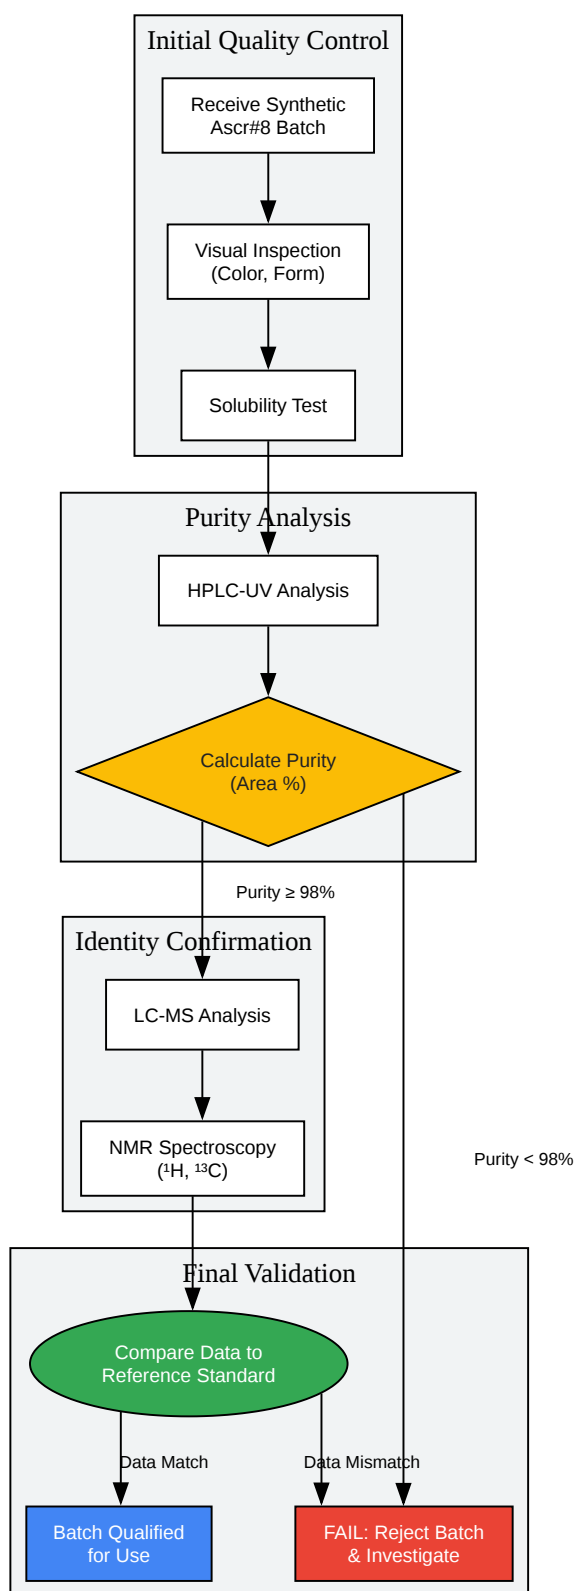 Initial Quality Control
Receive Synthetic
Ascr#8 Batch
Visual Inspection
(Color, Form)
Solubility Test
Purity Analysis
HPLC-UV Analysis
Calculate Purity
(Area %)
Purity ≥ 98%
Identity Confirmation
LC-MS Analysis
NMR Spectroscopy
(¹H, ¹³C)
Purity < 98%
Final Validation
Compare Data to
Reference Standard
Data Match
Data Mismatch
Batch Qualified
for Use
FAIL: Reject Batch
& Investigate